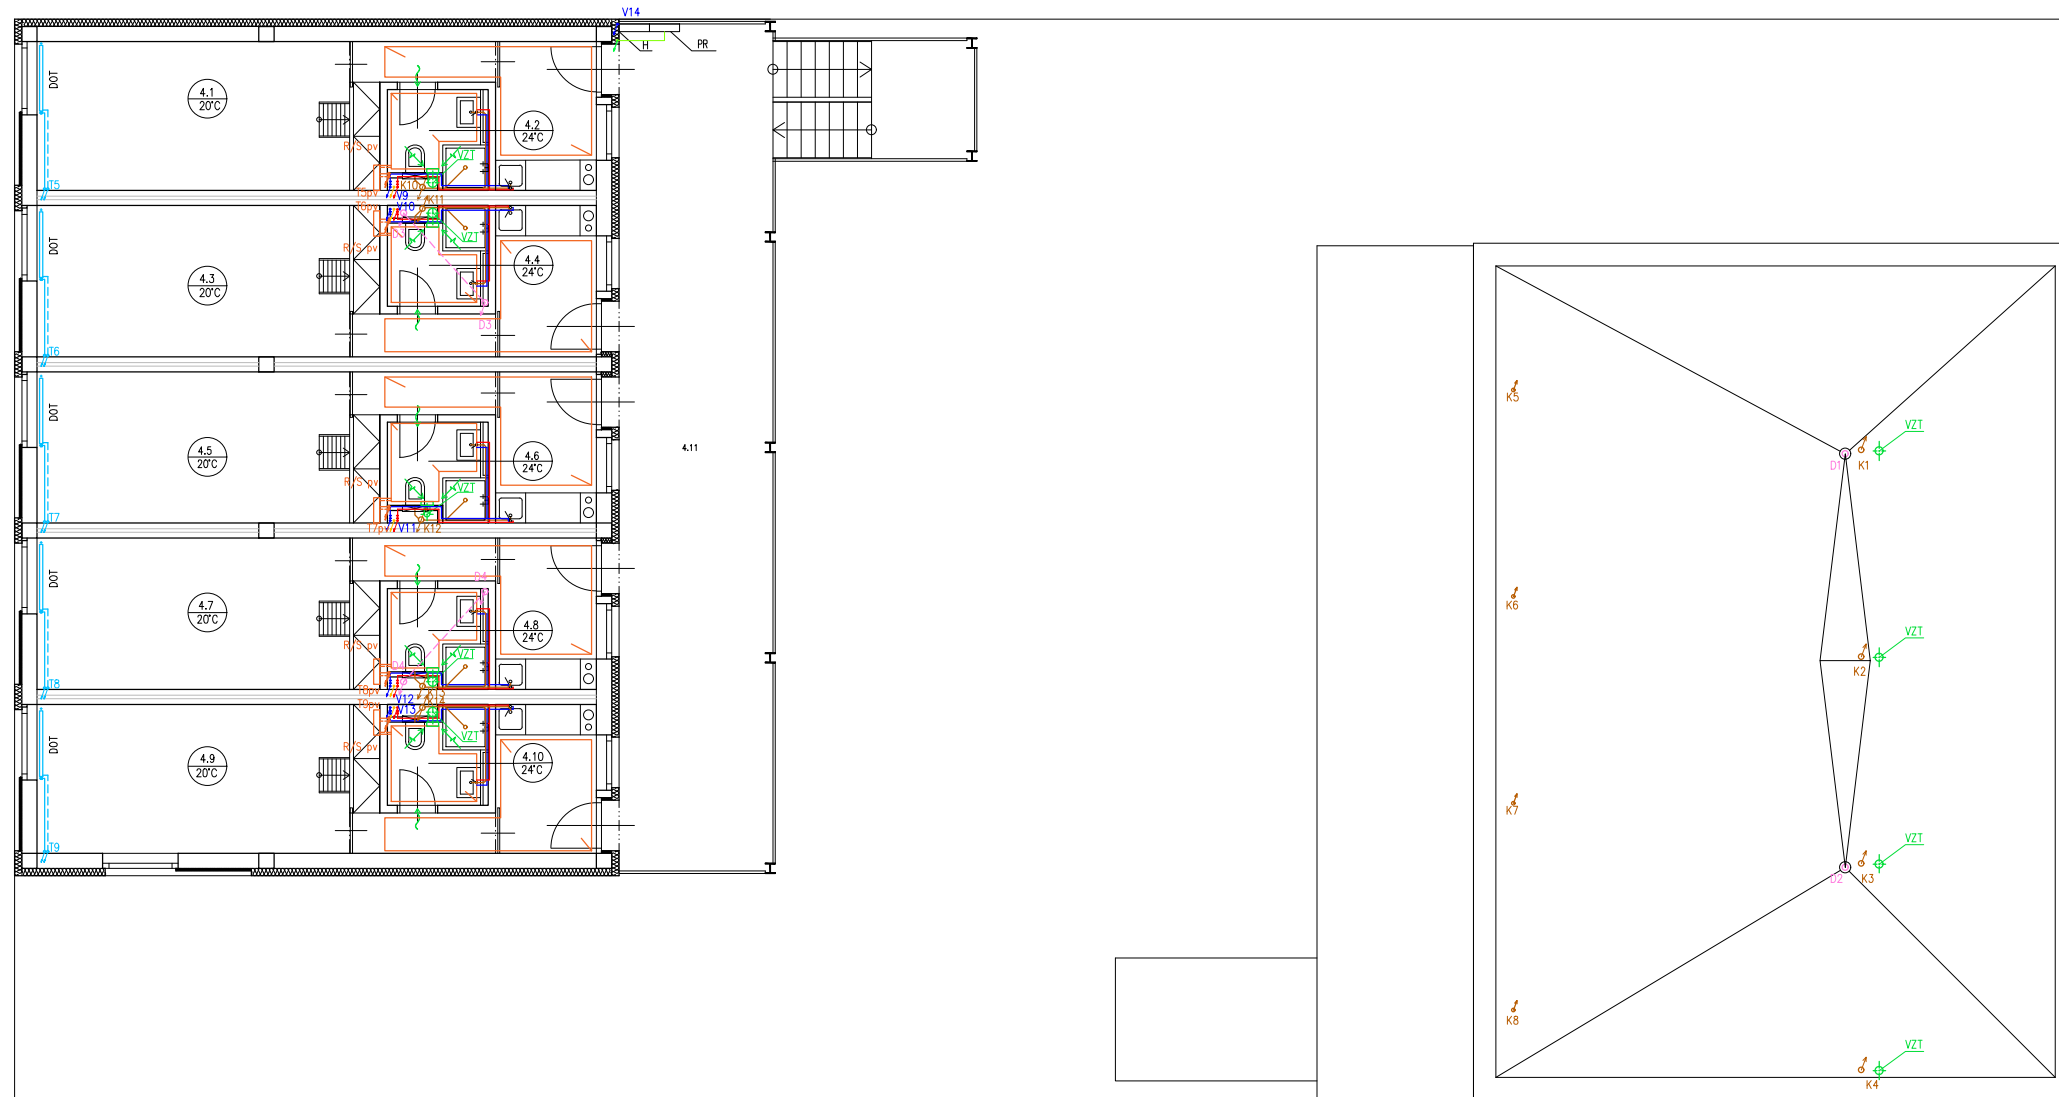 V14
H
PR
DOT
4.1
20°C
4.2
24°C
R/S pv
VZT
T5
T5pv
K10
V9
K11
T6pv
V10
D3
DOT
R/S pv
VZT
4.3
20°C
4.4
24°C
D3
T6
DOT
4.5
20°C
4.6
24°C
4.11
R/S pv
VZT
T7
T7pv
V11
K12
DOT
4.7
20°C
D4
4.8
24°C
R/S pv
VZT
D4
T8
T8pv
K13
V12
K14
V13
DOT
R/S pv
VZT
4.9
20°C
4.10
24°C
T9
K5
VZT
D1
K1
K6
VZT
K2
K7
VZT
D2
K3
K8
VZT
K4